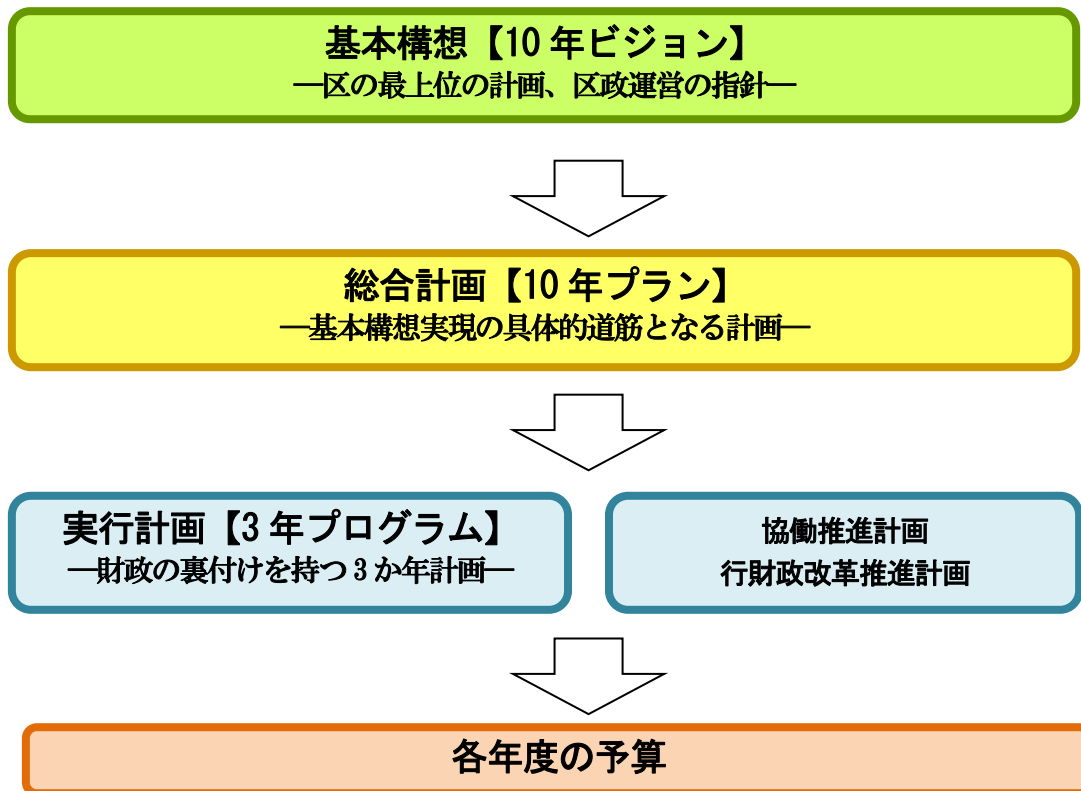 基本構想【10 年ビジョン】
―区の最上位の計画、区政運営の指針―
総合計画【10 年プラン】
―基本構想実現の具体的道筋となる計画―
実行計画【3 年プログラム】
―財政の裏付けを持つ 3 か年計画―
協働推進計画
行財政改革推進計画
各年度の予算